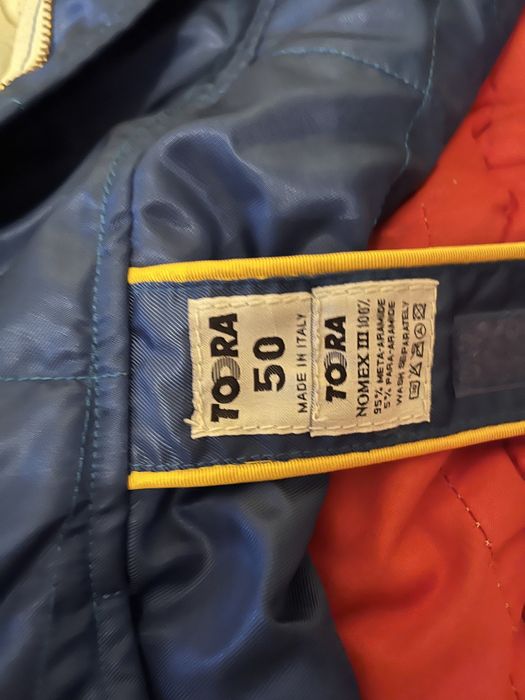 TOORA
50
MADE IN ITALY
TOORA
NOMEX III 100%
95% META-ARAMIDE
5% PARA-ARAMIDE
WASH SEPARATELY